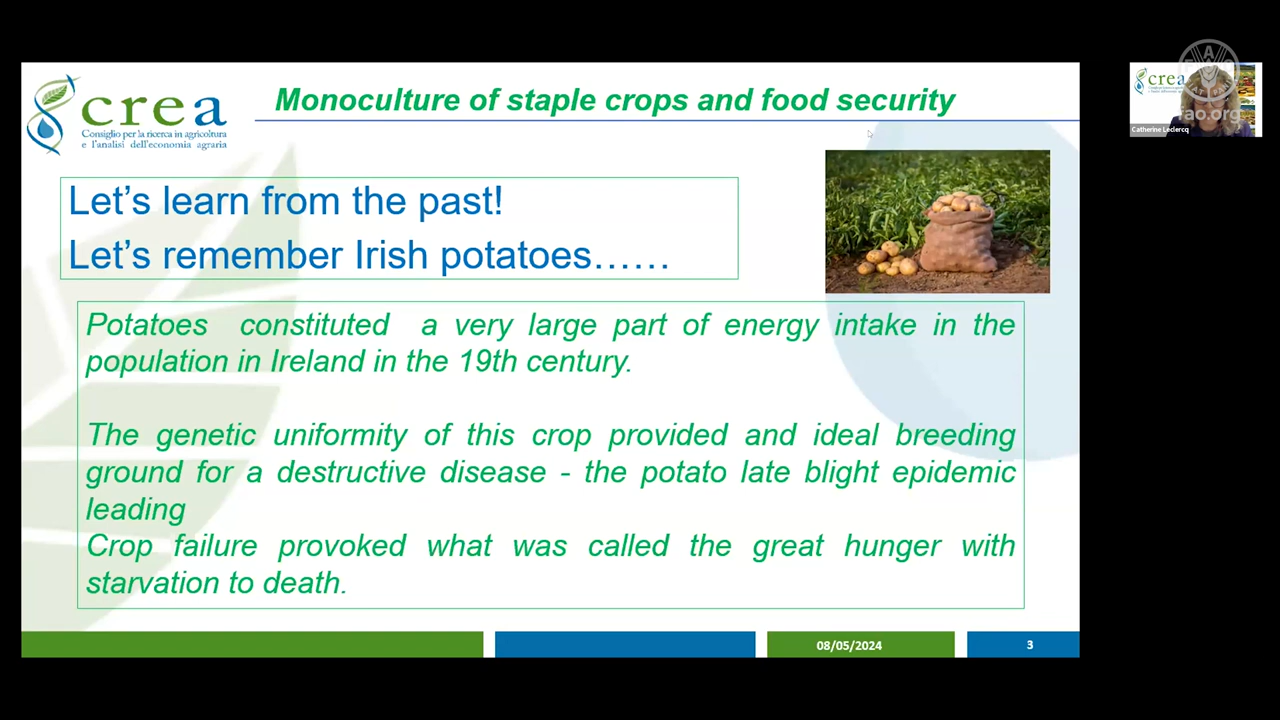 crea
Consiglio per la ricerca in agricoltura
e l'analisi dell'economia agraria
Monoculture of staple crops and food security
Let's learn from the past!
Let's remember Irish potatoes……
Potatoes constituted a very large part of energy intake in the
population in Ireland in the 19th century.
The genetic uniformity of this crop provided and ideal breeding
ground for a destructive disease - the potato late blight epidemic
leading
Crop failure provoked what was called the great hunger with
starvation to death.
08/05/2024
3
crea
fao.org
Catherine Leclercq